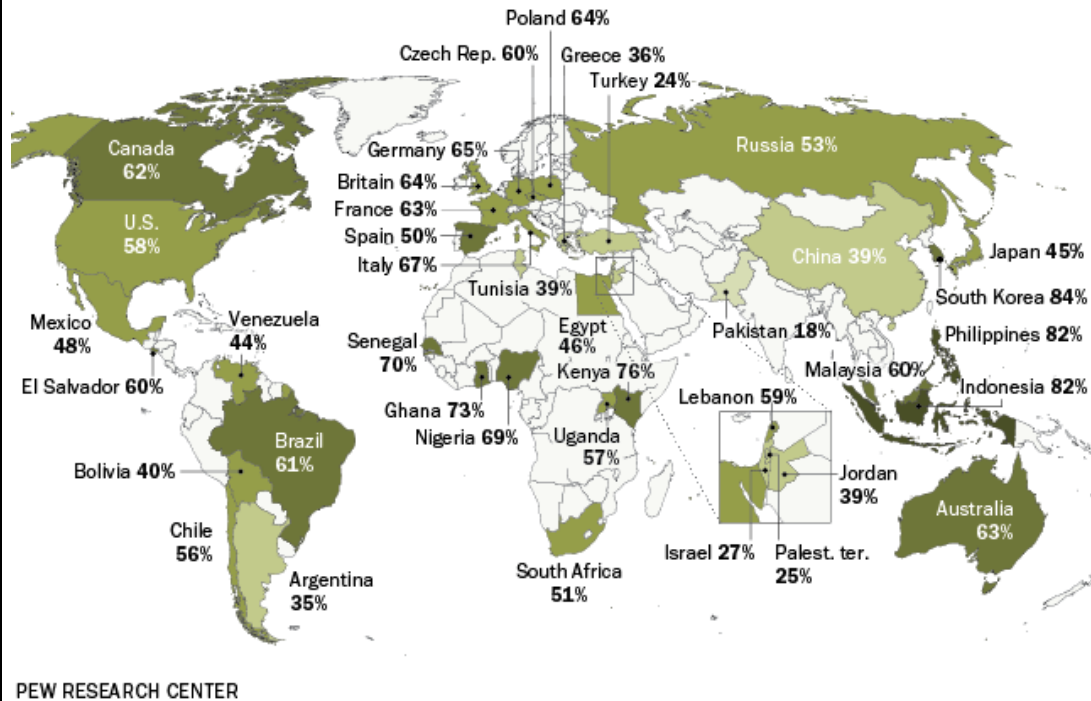 Poland 64%
Czech Rep. 60%
Greece 36%
Turkey 24%
Canada
62%
Germany 65%
Russia 53%
Britain 64%
U.S.
58%
France 63%
Spain 50%
China 39%
Japan 45%
Italy 67%
Tunisia 39%
South Korea 84%
Mexico
48%
Venezuela
44%
Senegal
70%
Egypt
46%
Pakistan 18%
Philippines 82%
Kenya 76%
Malaysia 60%
El Salvador 60%
Indonesia 82%
Lebanon 59%
Ghana 73%
Nigeria 69%
Uganda
57%
Brazil
61%
Bolivia 40%
Jordan
39%
Australia
63%
Chile
56%
Israel 27%
Palest. ter.
25%
South Africa
51%
Argentina
35%
PEW RESEARCH CENTER